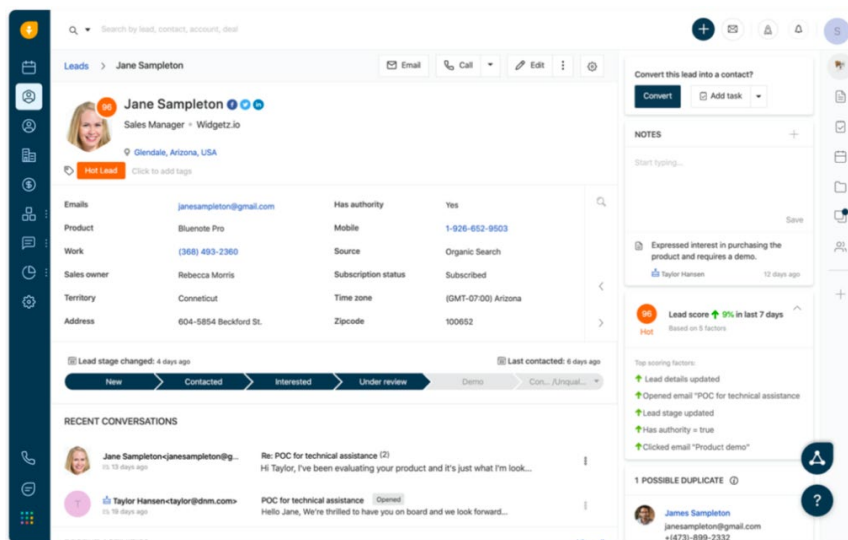 Search by lead, contact, account, deal
S
Leads > Jane Sampleton
Email
Call
Edit
96
Jane Sampleton
Sales Manager • Widgetz.io
Glendale, Arizona, USA
Hot Lead
Click to add tags
Emails janesampleton@gmail.com Has authority Yes
Product Bluenote Pro Mobile 1-926-652-9503
Work (368) 493-2360 Source Organic Search
Sales owner Rebecca Morris Subscription status Subscribed
Territory Conneticut Time zone (GMT-07:00) Arizona
Address 604-5854 Beckford St. Zipcode 100652
Lead stage changed: 4 days ago
Last contacted: 6 days ago
New Contacted Interested Under review Demo Con... /Unqual...
RECENT CONVERSATIONS
Jane Sampleton<janesampleton@g...
13 days ago
Re: POC for technical assistance (2)
Hi Taylor, I've been evaluating your product and it's just what I'm look...
T
Taylor Hansen<taylor@dnm.com>
19 days ago
POC for technical assistance Opened
Hello Jane, We're thrilled to have you on board and we look forward...
Convert this lead into a contact?
Convert
Add task
NOTES
Start typing...
Save
Expressed interest in purchasing the
product and requires a demo.
Taylor Hansen 12 days ago
96
Hot
Lead score 9% in last 7 days
Based on 5 factors
Top scoring factors:
Lead details updated
Opened email "POC for technical assistance
Lead stage updated
Has authority = true
Clicked email "Product demo"
1 POSSIBLE DUPLICATE
James Sampleton
janesampleton@gmail.com
+(473)-899-2332
?